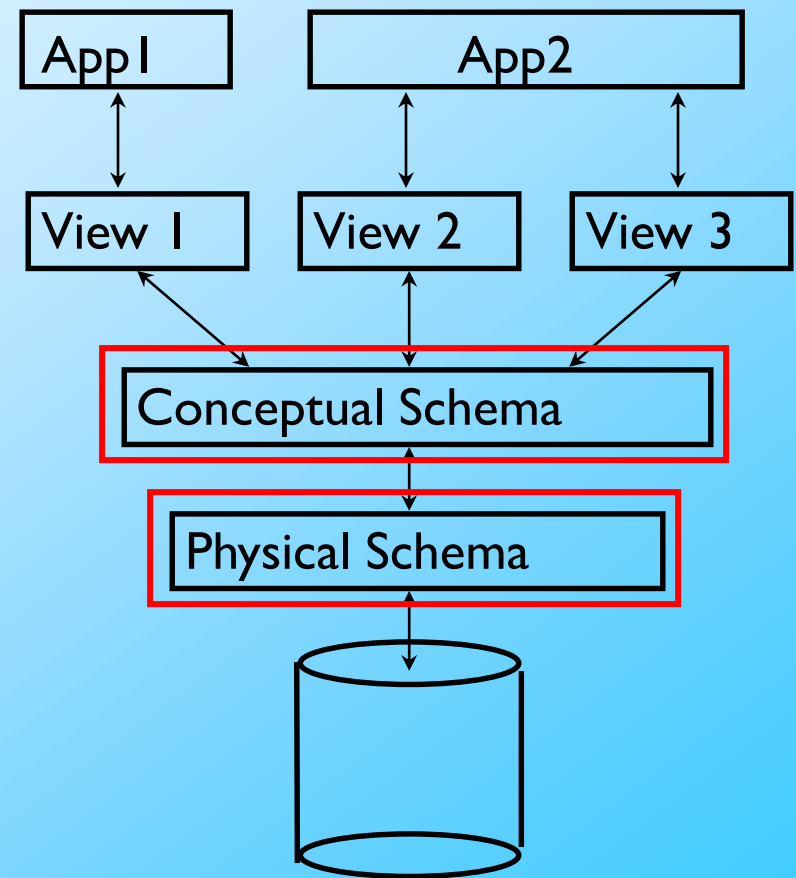 App1
App2
View 1
View 2
View 3
Conceptual Schema
Physical Schema